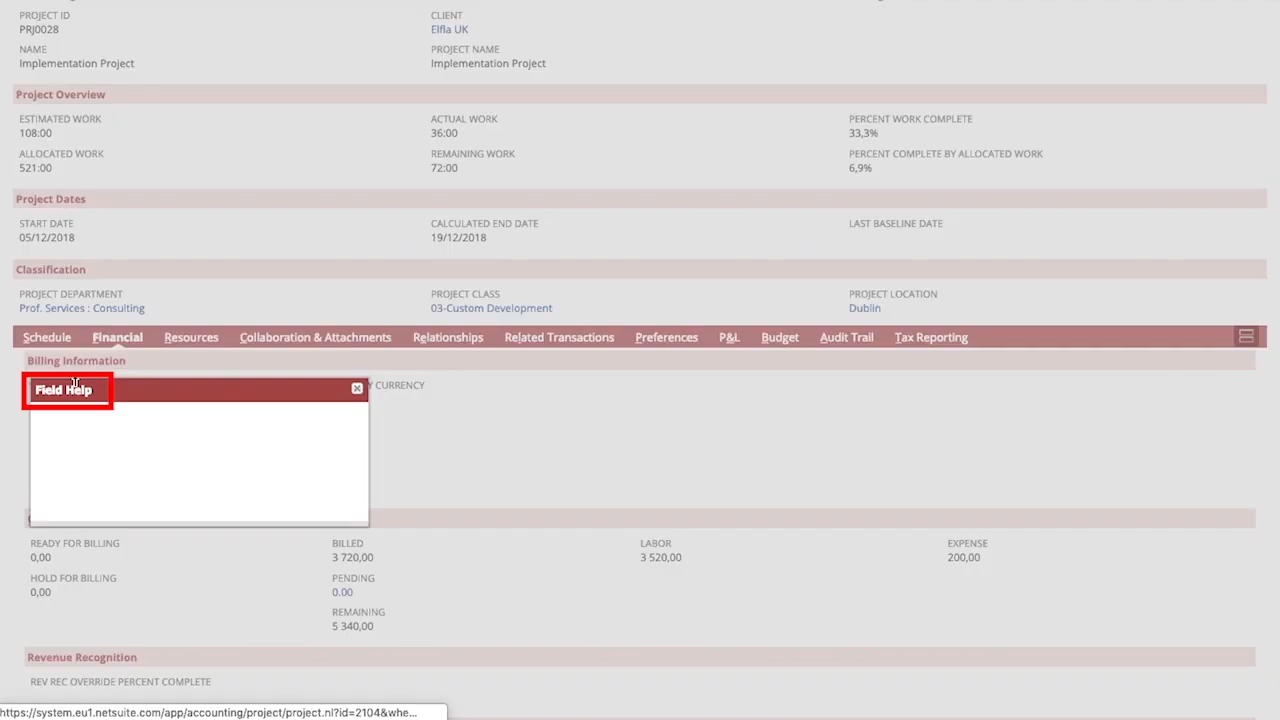 PROJECT ID
PRJ0028
CLIENT
Elfla UK
NAME
Implementation Project
PROJECT NAME
Implementation Project
Project Overview
ESTIMATED WORK
108:00
ACTUAL WORK
36:00
PERCENT WORK COMPLETE
33,3%
ALLOCATED WORK
521:00
REMAINING WORK
72:00
PERCENT COMPLETE BY ALLOCATED WORK
6,9%
Project Dates
START DATE
05/12/2018
CALCULATED END DATE
19/12/2018
LAST BASELINE DATE
Classification
PROJECT DEPARTMENT
Prof. Services : Consulting
PROJECT CLASS
03-Custom Development
PROJECT LOCATION
Dublin
Schedule Financial Resources Collaboration & Attachments Relationships Related Transactions Preferences P&L Budget Audit Trail Tax Reporting
Billing Information
Field Help
Y CURRENCY
READY FOR BILLING
0,00
BILLED
3 720,00
LABOR
3 520,00
EXPENSE
200,00
HOLD FOR BILLING
0,00
PENDING
0.00
REMAINING
5 340,00
Revenue Recognition
REV REC OVERRIDE PERCENT COMPLETE
https://system.eu1.netsuite.com/app/accounting/project/project.nl?id=2104&whe...